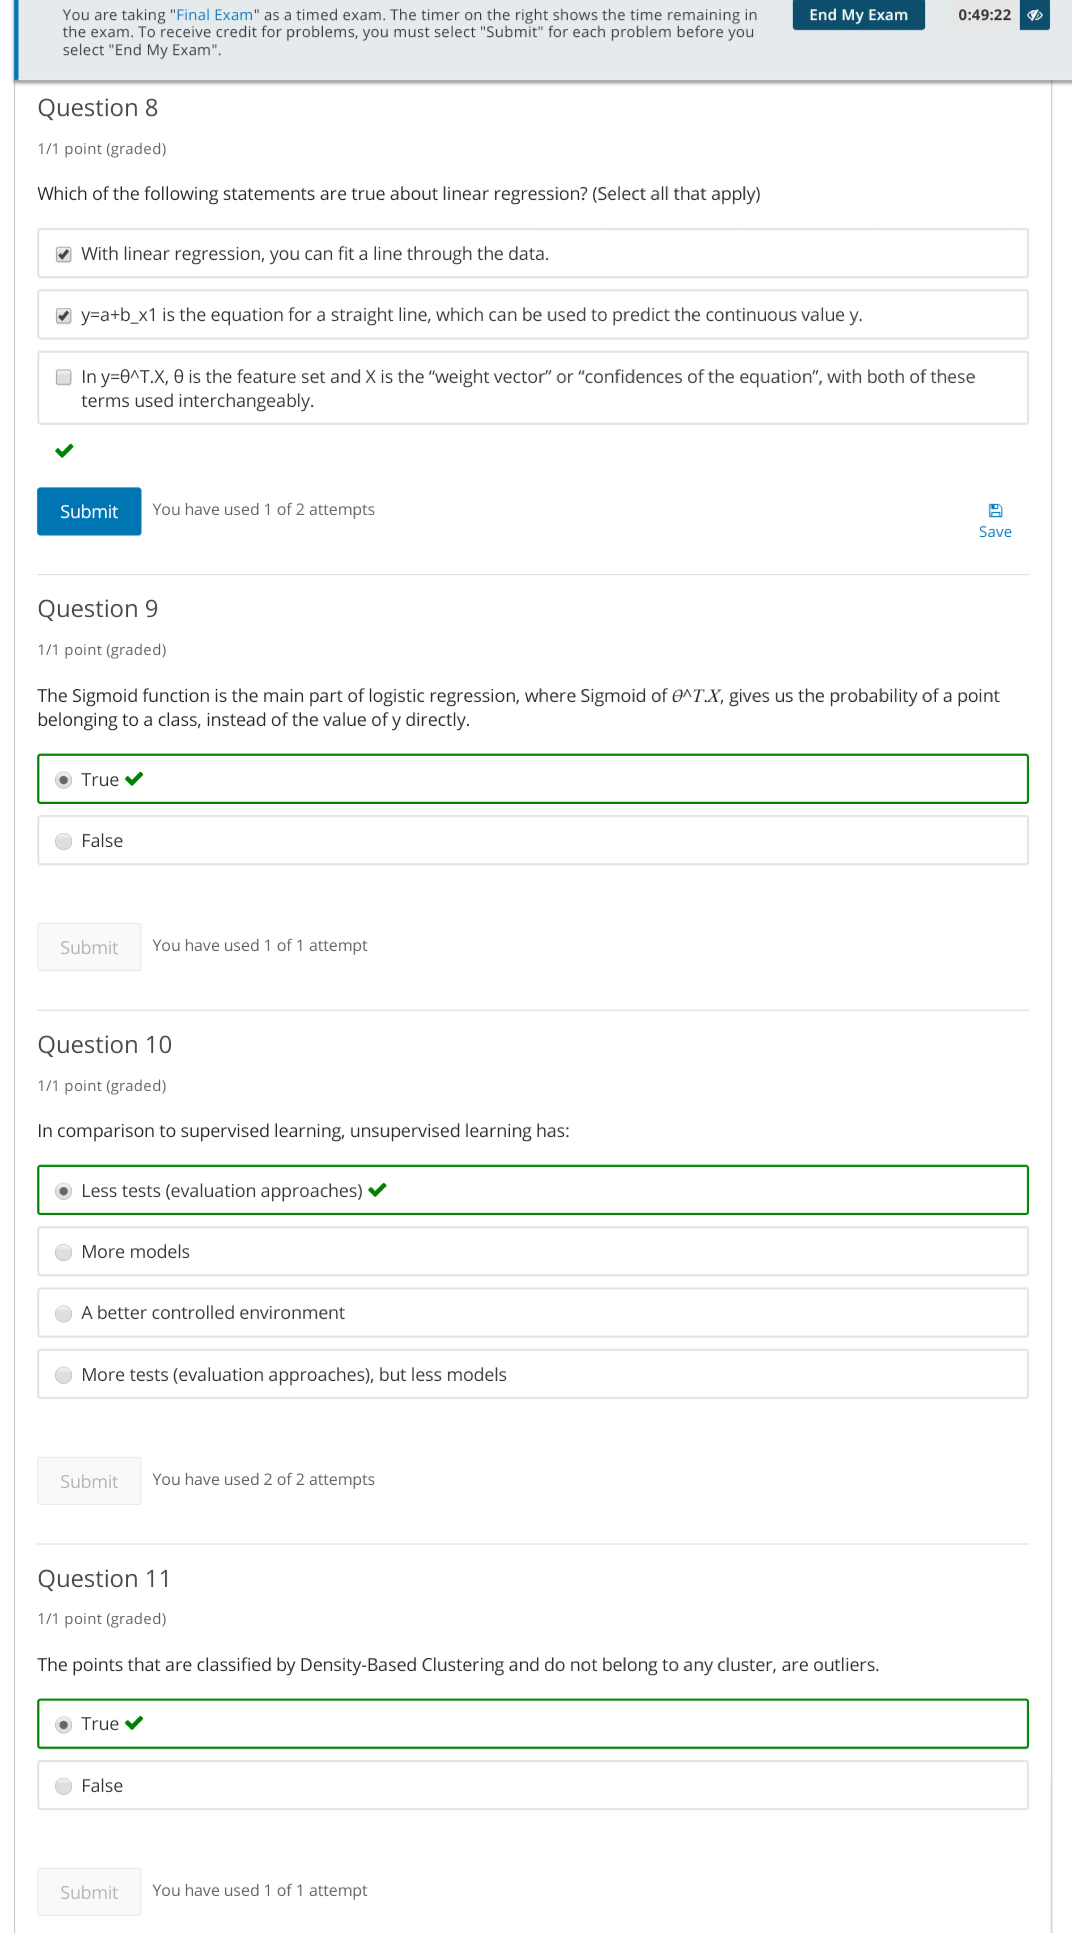 You are taking "Final Exam" as a timed exam. The timer on the right shows the time remaining in
the exam. To receive credit for problems, you must select "Submit" for each problem before you
select "End My Exam".
End My Exam
0:49:22
Question 8
1/1 point (graded)
Which of the following statements are true about linear regression? (Select all that apply)
With linear regression, you can fit a line through the data.
y=a+b_x1 is the equation for a straight line, which can be used to predict the continuous value y.
In y=θ^T.X, θ is the feature set and X is the “weight vector” or “confidences of the equation”, with both of these
terms used interchangeably.
Submit
You have used 1 of 2 attempts
Save
Question 9
1/1 point (graded)
The Sigmoid function is the main part of logistic regression, where Sigmoid of θ^T.X, gives us the probability of a point
belonging to a class, instead of the value of y directly.
True
False
Submit
You have used 1 of 1 attempt
Question 10
1/1 point (graded)
In comparison to supervised learning, unsupervised learning has:
Less tests (evaluation approaches)
More models
A better controlled environment
More tests (evaluation approaches), but less models
Submit
You have used 2 of 2 attempts
Question 11
1/1 point (graded)
The points that are classified by Density-Based Clustering and do not belong to any cluster, are outliers.
True
False
Submit
You have used 1 of 1 attempt